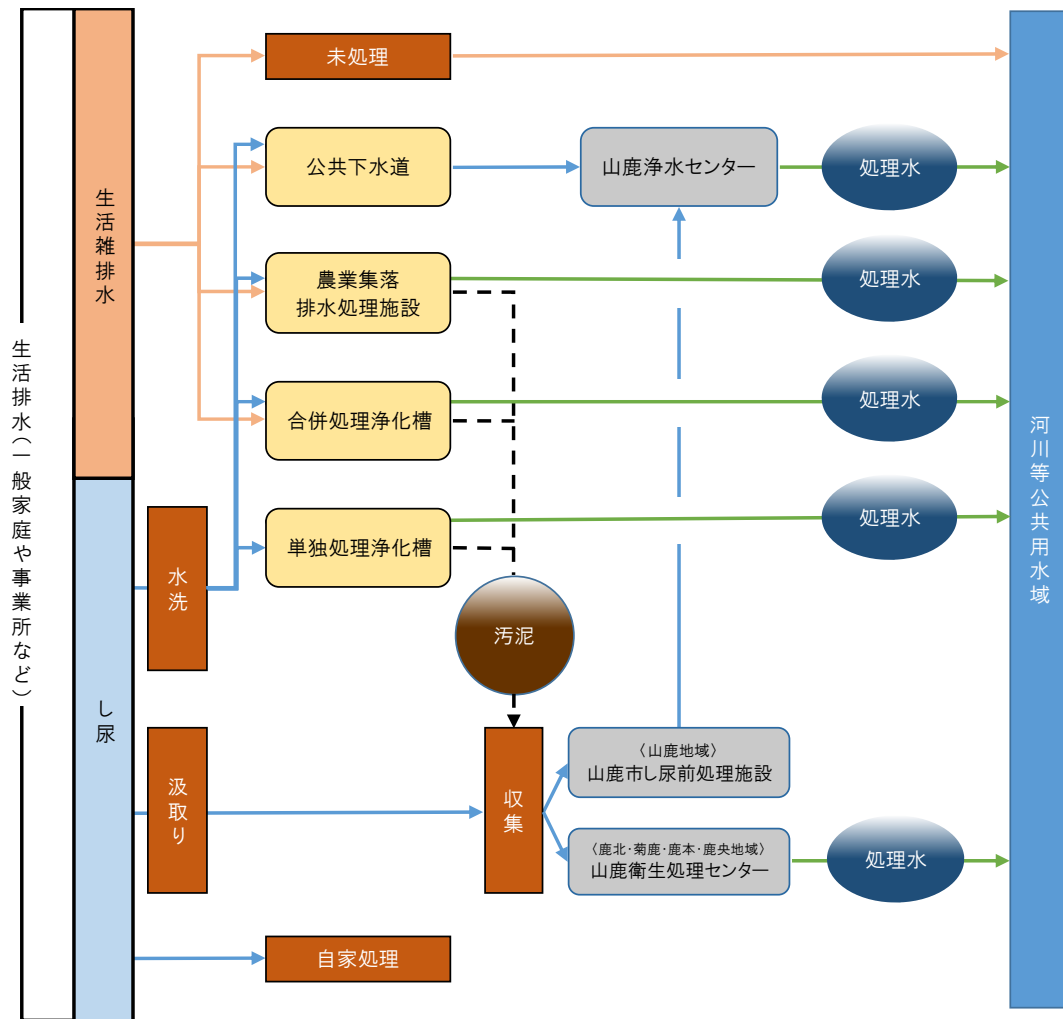 生活排水（一般家庭や事業所など）
生活雑排水
し尿
水洗
汲取り
未処理
公共下水道
農業集落
排水処理施設
合併処理浄化槽
単独処理浄化槽
汚泥
収集
自家処理
山鹿浄水センター
〈山鹿地域〉
山鹿市し尿前処理施設
〈鹿北・菊鹿・鹿本・鹿央地域〉
山鹿衛生処理センター
処理水
処理水
処理水
処理水
処理水
河川等公共用水域